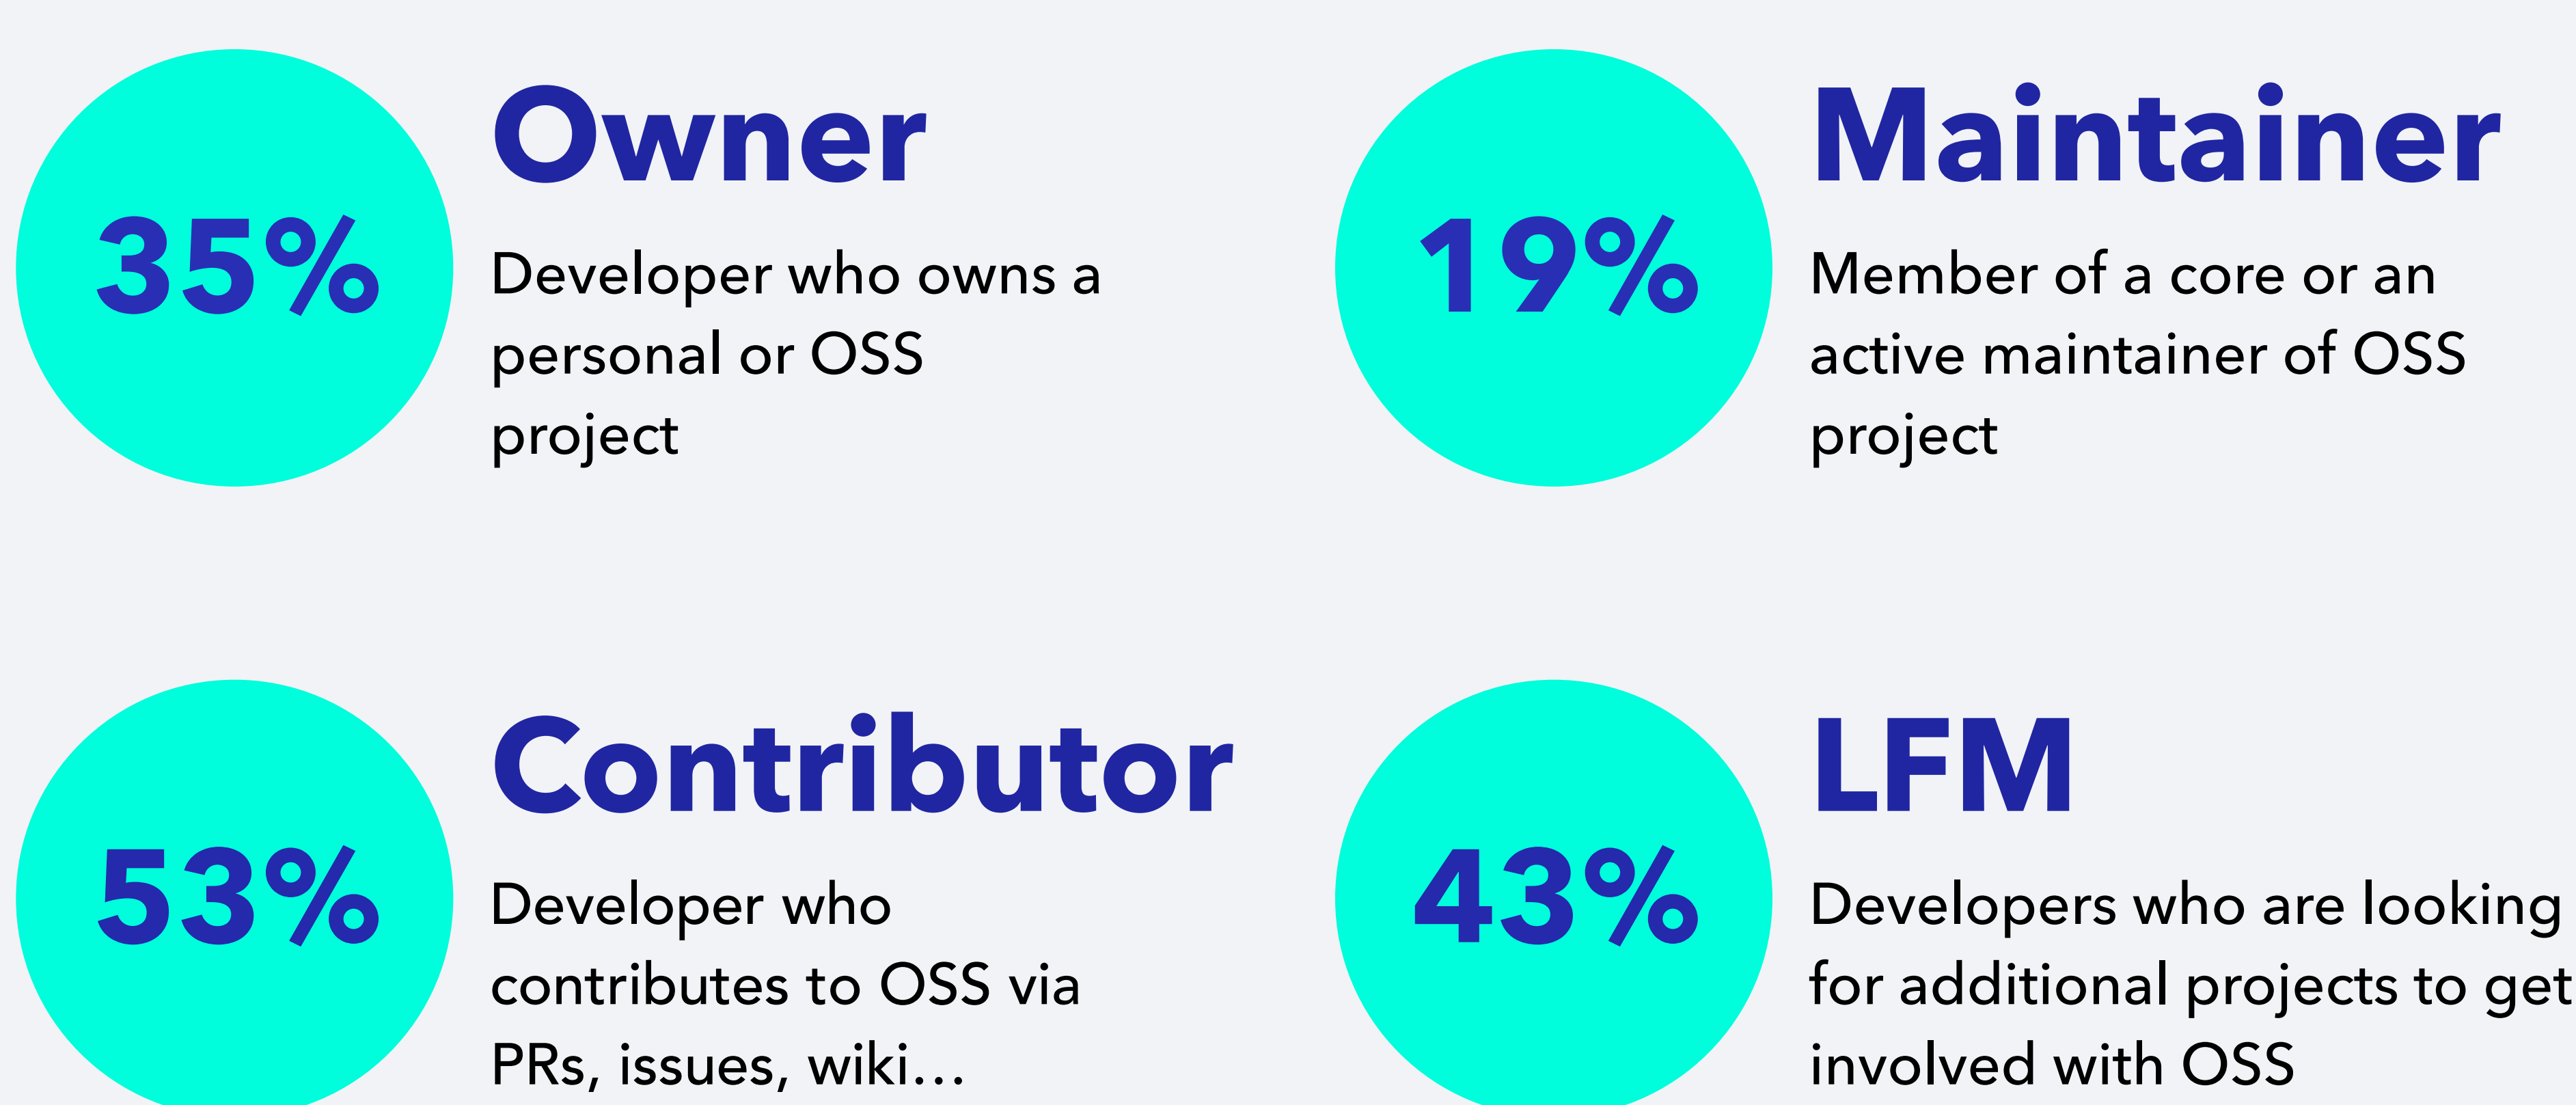 35%
Owner
Developer who owns a
personal or OSS
project
19%
Maintainer
Member of a core or an
active maintainer of OSS
project
53%
Contributor
Developer who
contributes to OSS via
PRs, issues, wiki…
43%
LFM
Developers who are looking
for additional projects to get
involved with OSS